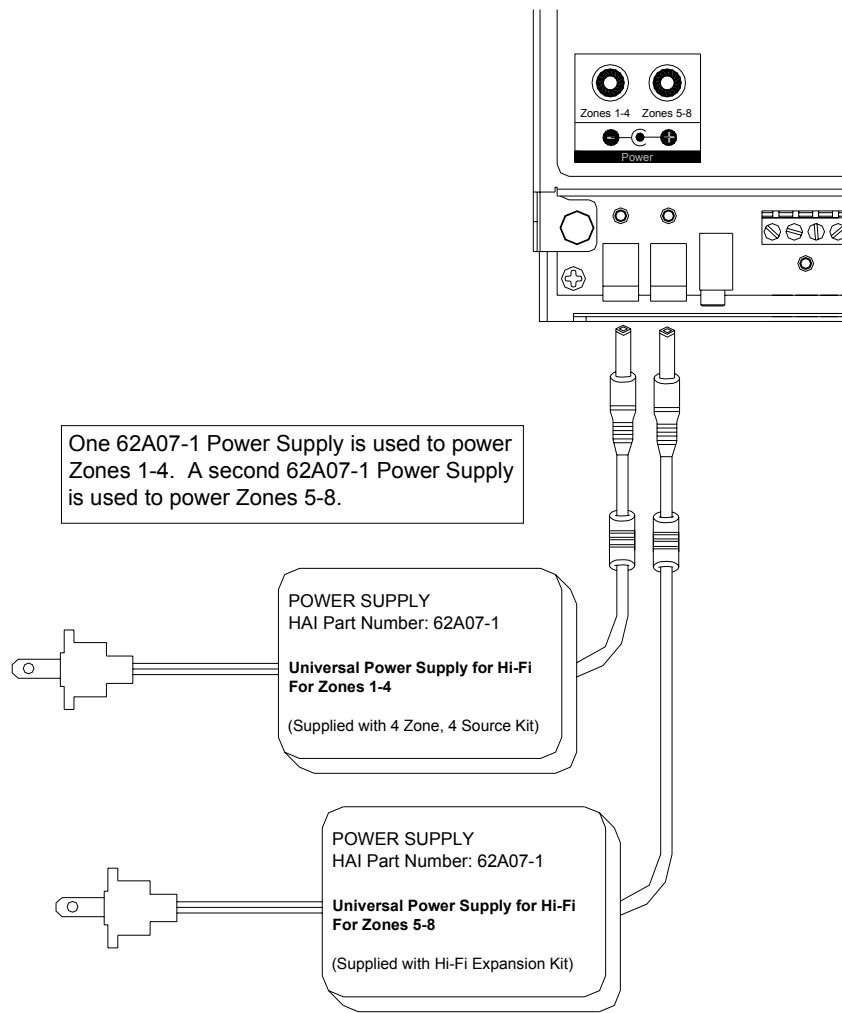 Zones 1-4 Zones 5-8
- +
Power
One 62A07-1 Power Supply is used to power
Zones 1-4. A second 62A07-1 Power Supply
is used to power Zones 5-8.
POWER SUPPLY
HAI Part Number: 62A07-1
Universal Power Supply for Hi-Fi
For Zones 1-4
(Supplied with 4 Zone, 4 Source Kit)
POWER SUPPLY
HAI Part Number: 62A07-1
Universal Power Supply for Hi-Fi
For Zones 5-8
(Supplied with Hi-Fi Expansion Kit)